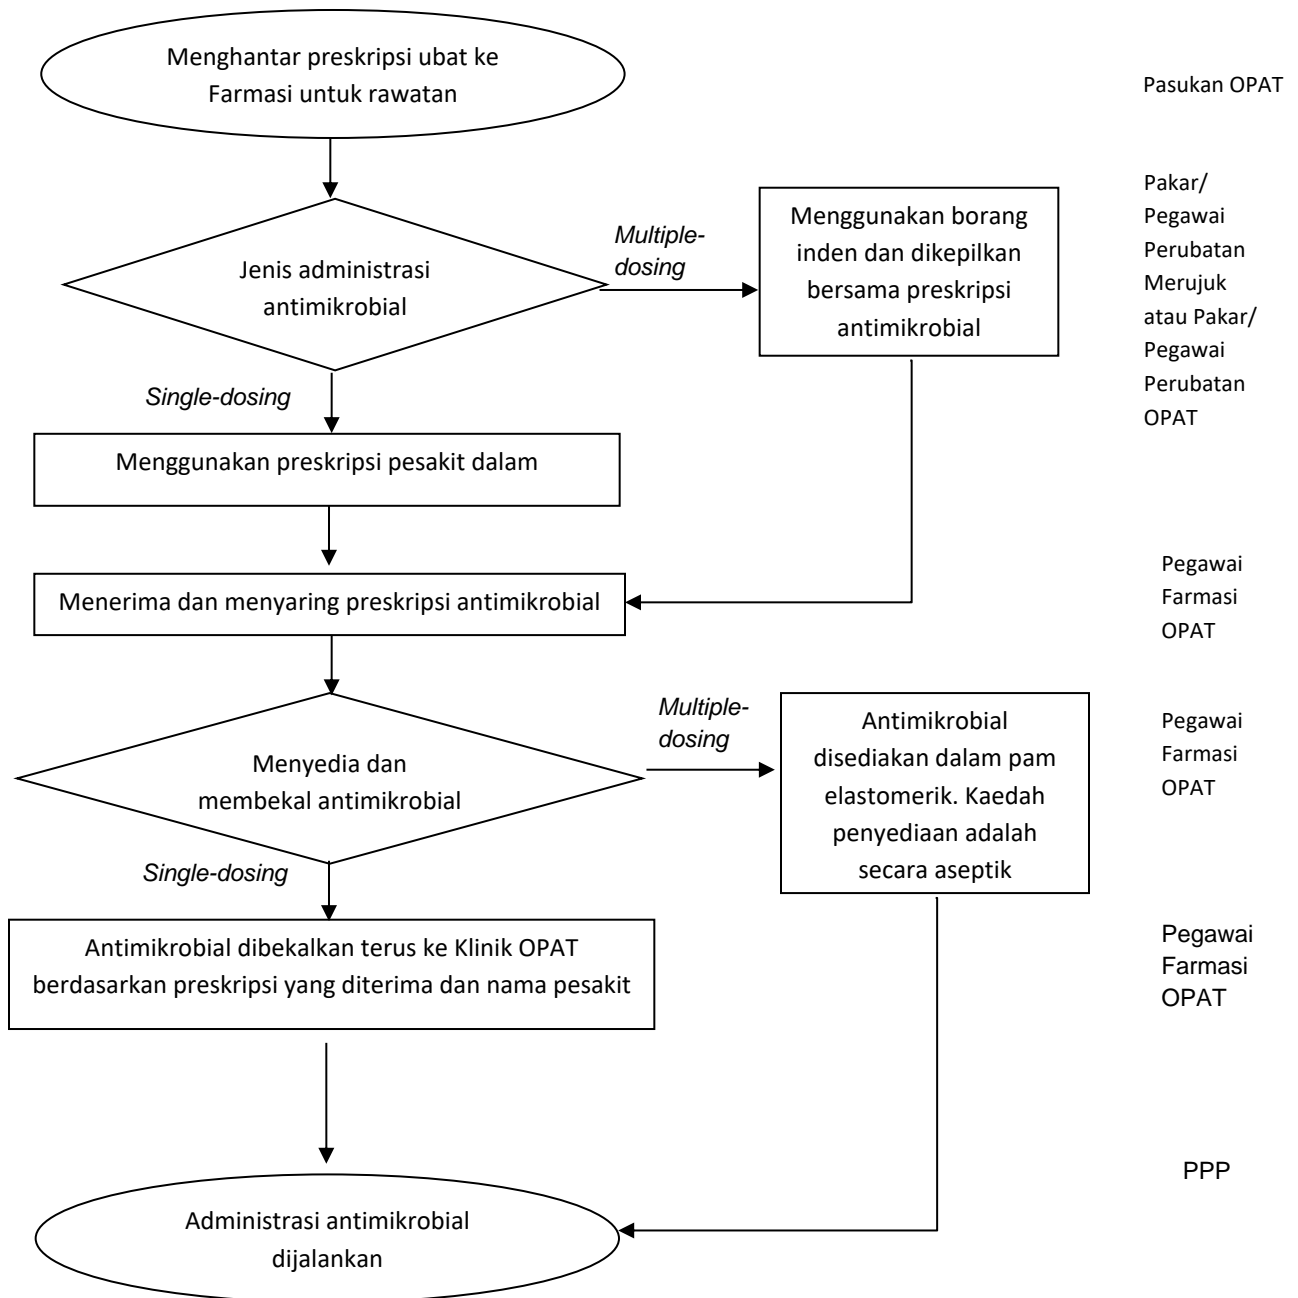 Menghantar preskripsi ubat ke
Farmasi untuk rawatan
Pasukan OPAT
Jenis administrasi
antimikrobial
Multiple-
dosing
Menggunakan borang
inden dan dikepilkan
bersama preskripsi
antimikrobial
Pakar/
Pegawai
Perubatan
Merujuk
atau Pakar/
Pegawai
Perubatan
OPAT
Single-dosing
Menggunakan preskripsi pesakit dalam
Menerima dan menyaring preskripsi antimikrobial
Pegawai
Farmasi
OPAT
Menyedia dan
membekal antimikrobial
Multiple-
dosing
Antimikrobial
disediakan dalam pam
elastomerik. Kaedah
penyediaan adalah
secara aseptik
Pegawai
Farmasi
OPAT
Single-dosing
Antimikrobial dibekalkan terus ke Klinik OPAT
berdasarkan preskripsi yang diterima dan nama pesakit
Pegawai
Farmasi
OPAT
Administrasi antimikrobial
dijalankan
PPP